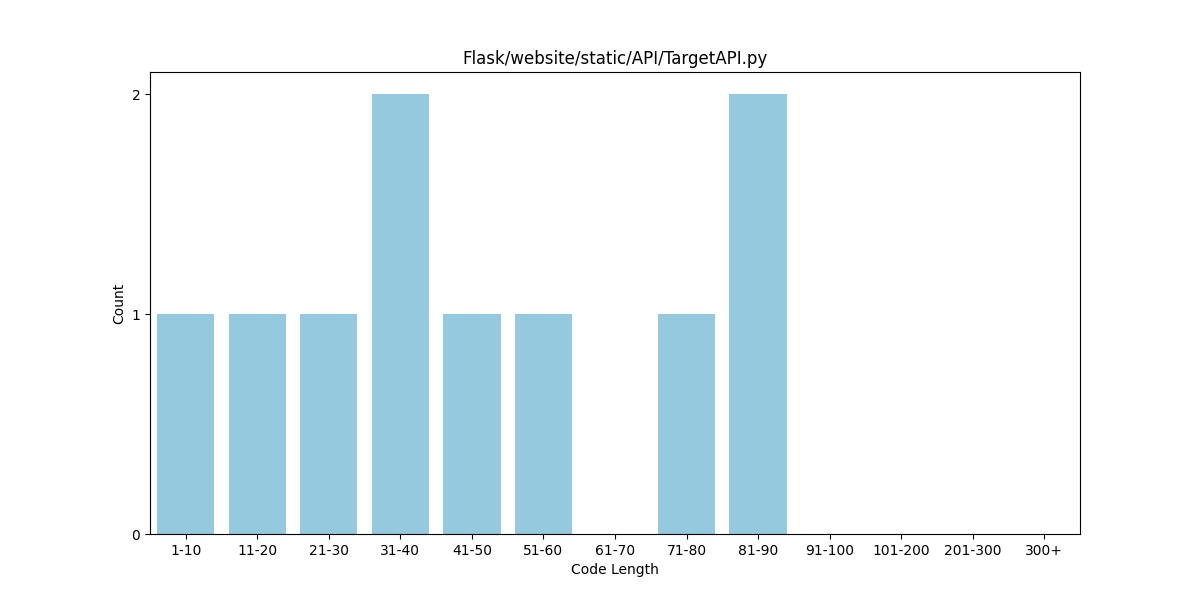 Flask/website/static/API/TargetAPI.py
2
1
0
Count
1-10 11-20 21-30 31-40 41-50 51-60 61-70 71-80 81-90 91-100 101-200 201-300 300+
Code Length